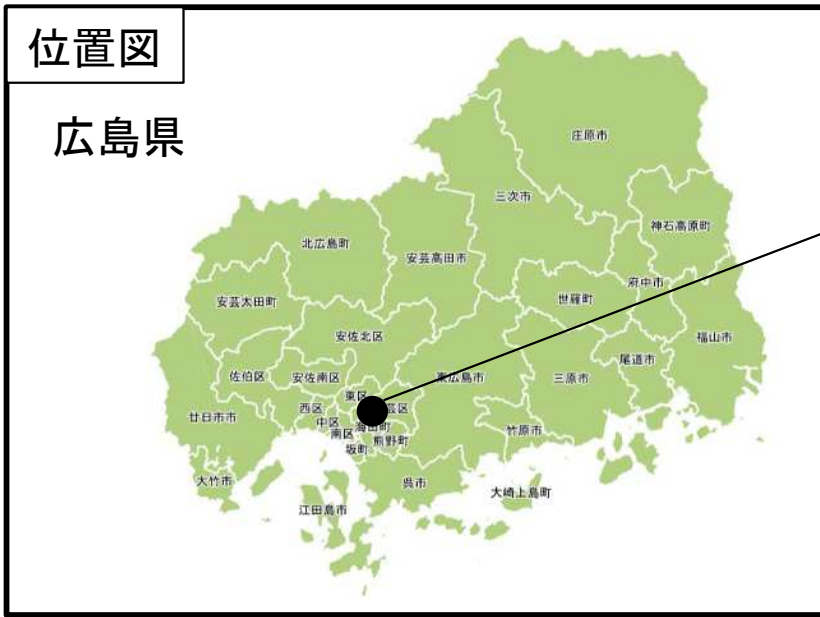 位置図
広島県
庄原市
三次市
神石高原町
北広島町
安芸高田市
府中市
安芸太田町
世羅町
安佐北区
福山市
尾道市
佐伯区
安佐南区
東広島市
三原市
東区
西区
芸区
廿日市市
中区
海田町
竹原市
南区
熊野町
坂町
大竹市
呉市
大崎上島町
江田島市